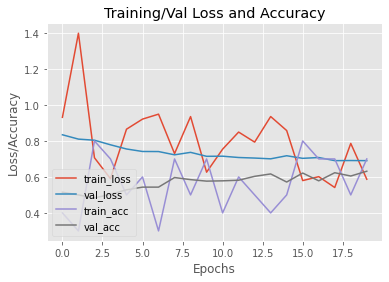 Training/Val Loss and Accuracy
Loss/Accuracy
1.4
1.2
1.0
0.8
0.6
0.4
train_loss
val_loss
train_acc
val_acc
0.0 2.5 5.0 7.5 10.0 12.5 15.0 17.5
Epochs